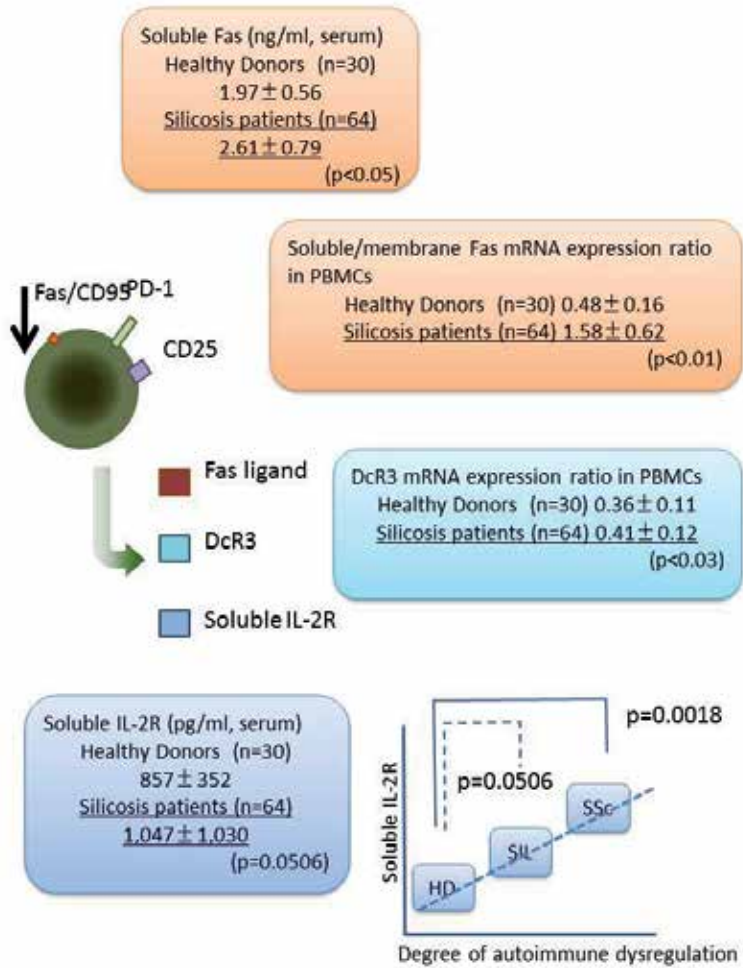 Soluble Fas (ng/ml, serum)
Healthy Donors (n=30)
1.97±0.56
Silicosis patients (n=64)
2.61±0.79
(p<0.05)
Soluble/membrane Fas mRNA expression ratio
in PBMCs
Healthy Donors (n=30) 0.48±0.16
Silicosis patients (n=64) 1.58±0.62
(p<0.01)
Fas/CD95
PD-1
CD25
Fas ligand
DcR3
Soluble IL-2R
DcR3 mRNA expression ratio in PBMCs
Healthy Donors (n=30) 0.36±0.11
Silicosis patients (n=64) 0.41±0.12
(p<0.03)
Soluble IL-2R (pg/ml, serum)
Healthy Donors (n=30)
857±352
Silicosis patients (n=64)
1,047±1,030
(p=0.0506)
p=0.0018
p=0.0506
Soluble IL-2R
SSc
SIL
HD
Degree of autoimmune dysregulation